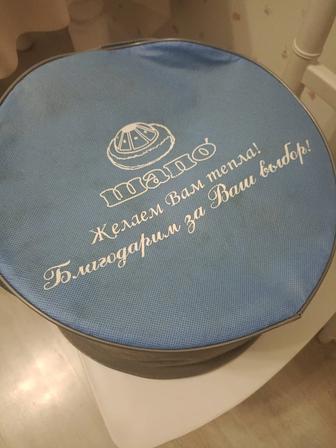 шапо́
Желаем Вам тепла!
Благодарим за Ваш выбор!